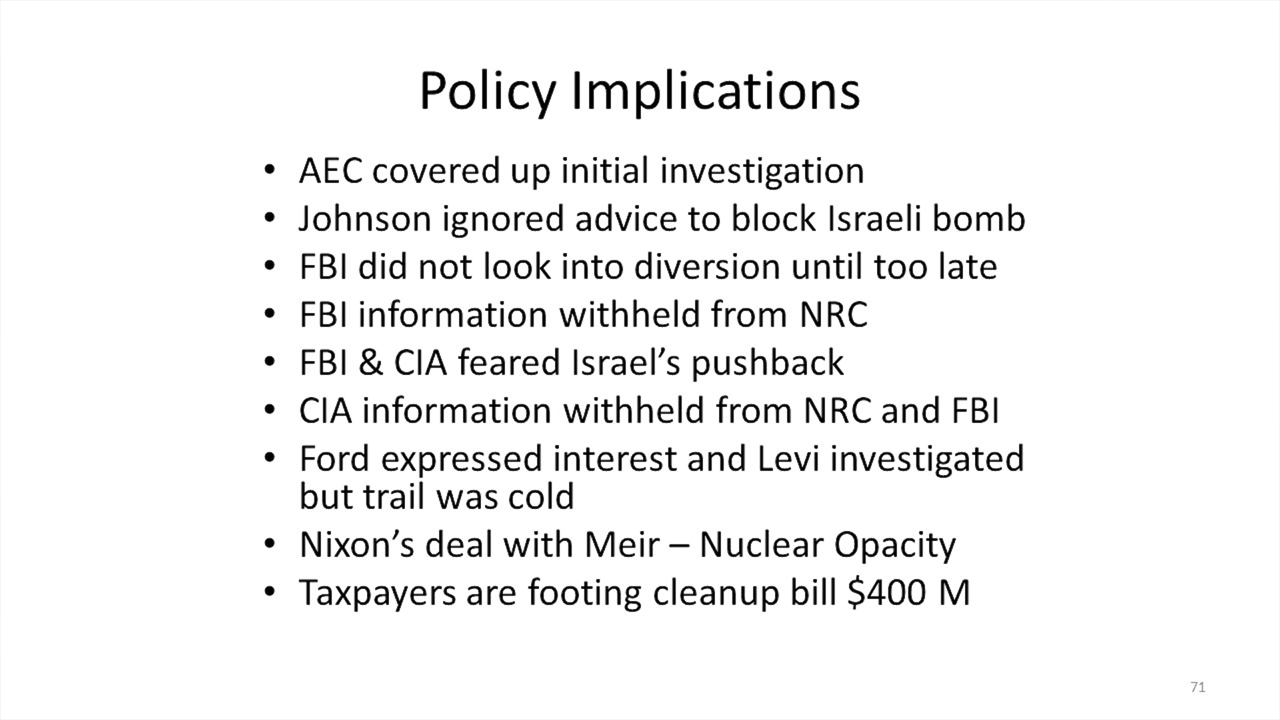 Policy Implications
• AEC covered up initial investigation
• Johnson ignored advice to block Israeli bomb
• FBI did not look into diversion until too late
• FBI information withheld from NRC
• FBI & CIA feared Israel’s pushback
• CIA information withheld from NRC and FBI
• Ford expressed interest and Levi investigated
but trail was cold
• Nixon’s deal with Meir – Nuclear Opacity
• Taxpayers are footing cleanup bill $400 M
71